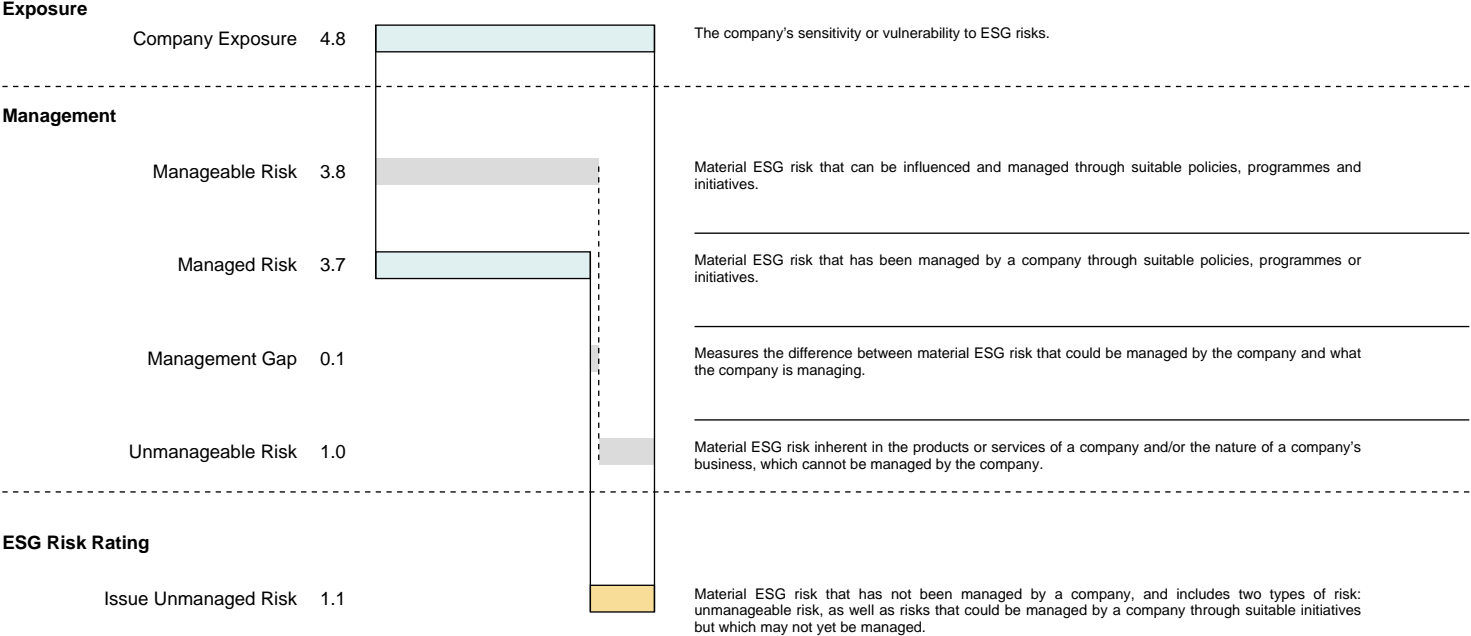 Exposure
Company Exposure 4.8
The company’s sensitivity or vulnerability to ESG risks.
Management
Manageable Risk 3.8
Material ESG risk that can be influenced and managed through suitable policies, programmes and
initiatives.
Managed Risk 3.7
Material ESG risk that has been managed by a company through suitable policies, programmes or
initiatives.
Management Gap 0.1
Measures the difference between material ESG risk that could be managed by the company and what
the company is managing.
Unmanageable Risk 1.0
Material ESG risk inherent in the products or services of a company and/or the nature of a company’s
business, which cannot be managed by the company.
ESG Risk Rating
Issue Unmanaged Risk 1.1
Material ESG risk that has not been managed by a company, and includes two types of risk:
unmanageable risk, as well as risks that could be managed by a company through suitable initiatives
but which may not yet be managed.